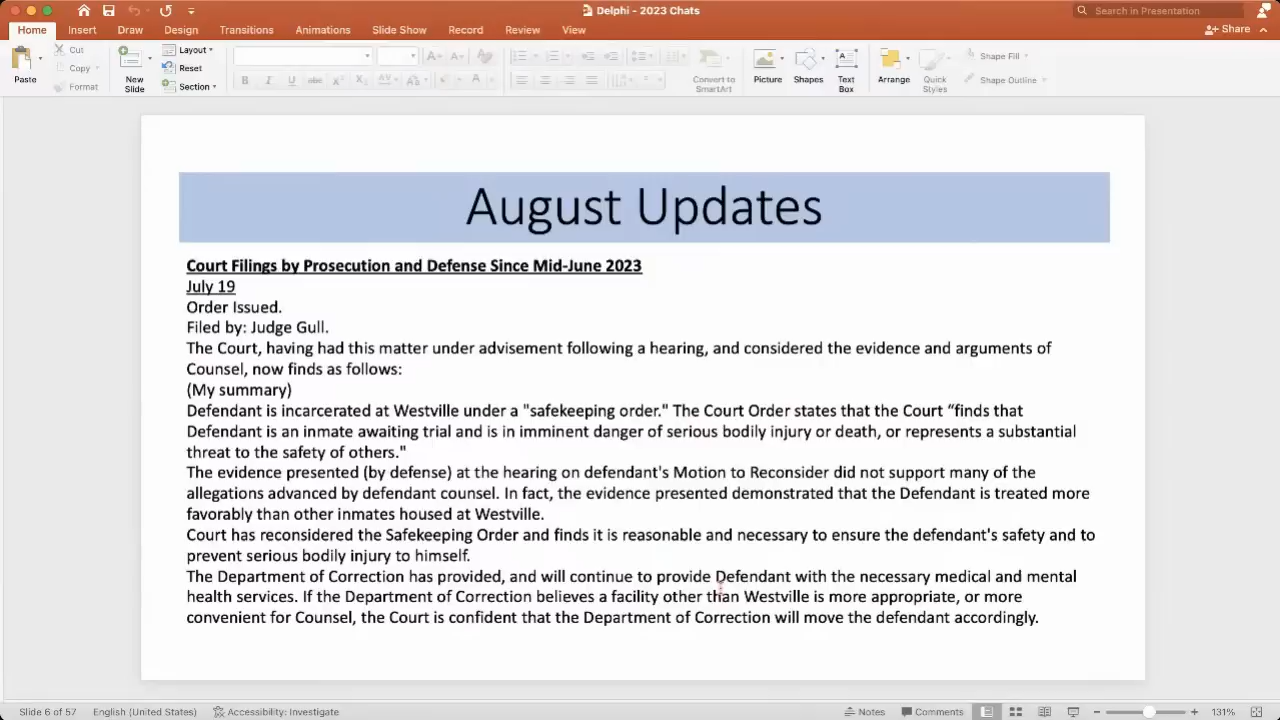 Delphi - 2023 Chats
Search in Presentation
Home Insert Draw Design Transitions Animations Slide Show Record Review View
Share
Paste
Cut
Copy
Format
New Slide
Layout
Reset
Section
Convert to SmartArt
Picture
Shapes
Text Box
Arrange
Quick Styles
Shape Fill
Shape Outline
August Updates
Court Filings by Prosecution and Defense Since Mid-June 2023
July 19
Order Issued.
Filed by: Judge Gull.
The Court, having had this matter under advisement following a hearing, and considered the evidence and arguments of
Counsel, now finds as follows:
(My summary)
Defendant is incarcerated at Westville under a "safekeeping order." The Court Order states that the Court “finds that
Defendant is an inmate awaiting trial and is in imminent danger of serious bodily injury or death, or represents a substantial
threat to the safety of others."
The evidence presented (by defense) at the hearing on defendant's Motion to Reconsider did not support many of the
allegations advanced by defendant counsel. In fact, the evidence presented demonstrated that the Defendant is treated more
favorably than other inmates housed at Westville.
Court has reconsidered the Safekeeping Order and finds it is reasonable and necessary to ensure the defendant's safety and to
prevent serious bodily injury to himself.
The Department of Correction has provided, and will continue to provide Defendant with the necessary medical and mental
health services. If the Department of Correction believes a facility other than Westville is more appropriate, or more
convenient for Counsel, the Court is confident that the Department of Correction will move the defendant accordingly.
Slide 6 of 57 English (United States) Accessibility: Investigate
Notes Comments 131%